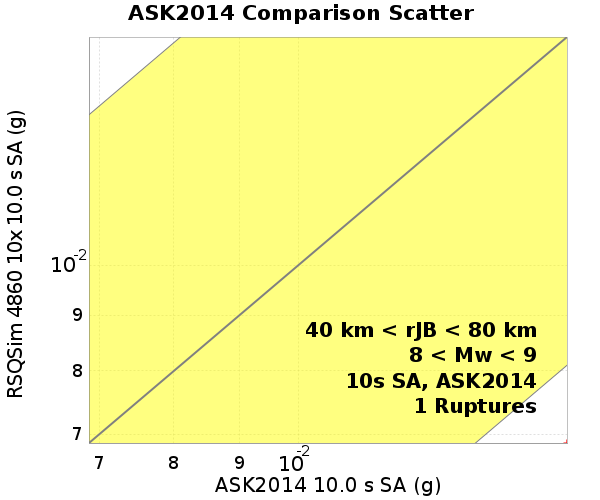 ASK2014 Comparison Scatter
RSQSim 4860 10x 10.0 s SA (g)
10-2
9
8
7
40 km < rJB < 80 km
8 < Mw < 9
10s SA, ASK2014
1 Ruptures
7 8 9 10-2
ASK2014 10.0 s SA (g)